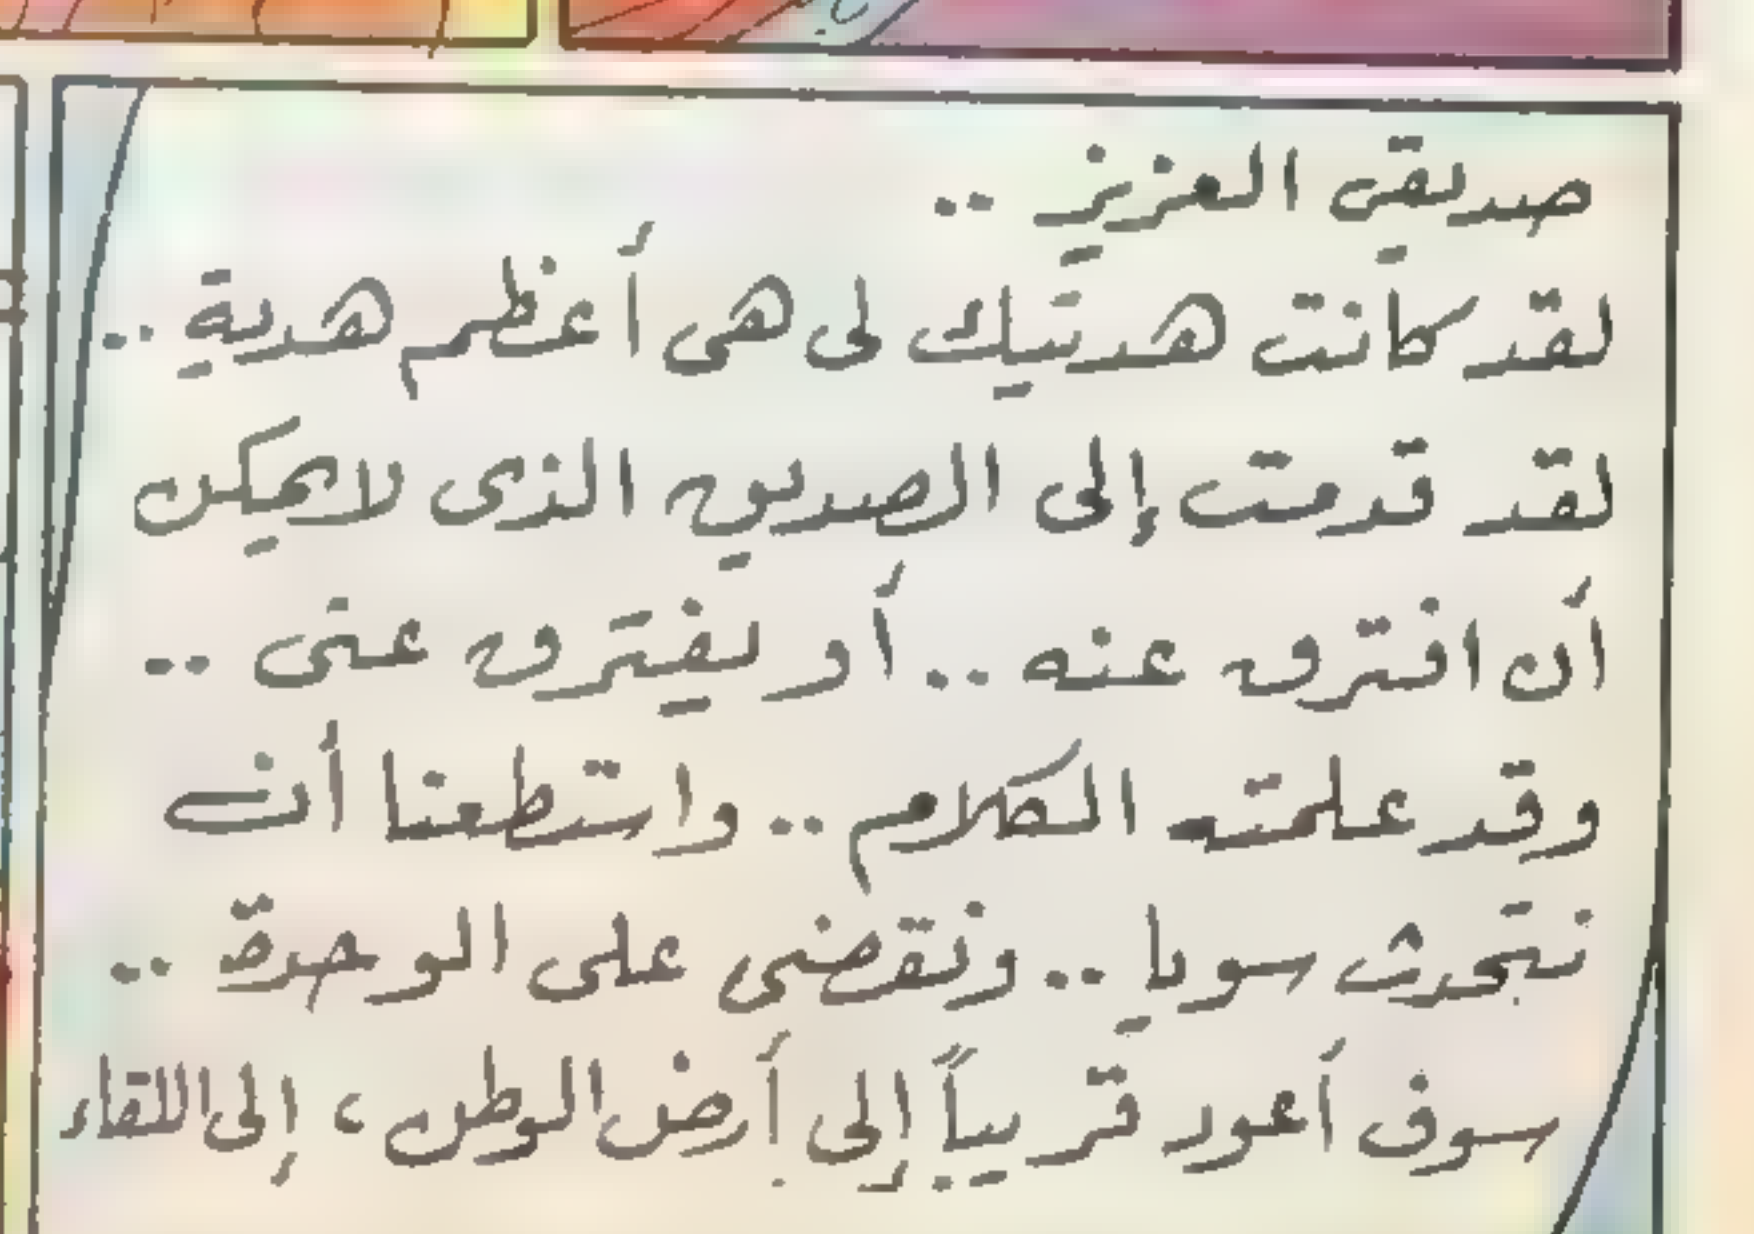 صديقى العزيز ..
لقد كانت هديتك لى هى أعظم هدية ..
لقد قدمت إلى الصديق الذى لا يمكن
أن افترق عنه .. أو يفترق عنى ..
وقد علمته الكلام .. واستطعنا أن
نتحدث سويا .. ونقضى على الوحدة ..
سوف أعود قريباً إلى أرض الوطن ، إلى اللقاء